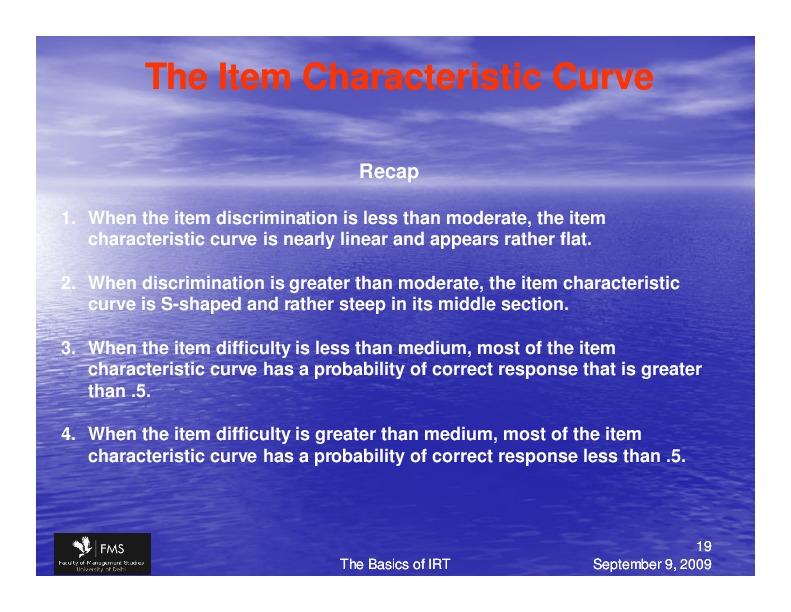 The Item Characteristic Curve
Recap
1. When the item discrimination is less than moderate, the item
characteristic curve is nearly linear and appears rather flat.
2. When discrimination is greater than moderate, the item characteristic
curve is S-shaped and rather steep in its middle section.
3. When the item difficulty is less than medium, most of the item
characteristic curve has a probability of correct response that is greater
than .5.
4. When the item difficulty is greater than medium, most of the item
characteristic curve has a probability of correct response less than .5.
FMS
Faculty of Management Studies
University of Delhi
The Basics of IRT
19
September 9, 2009